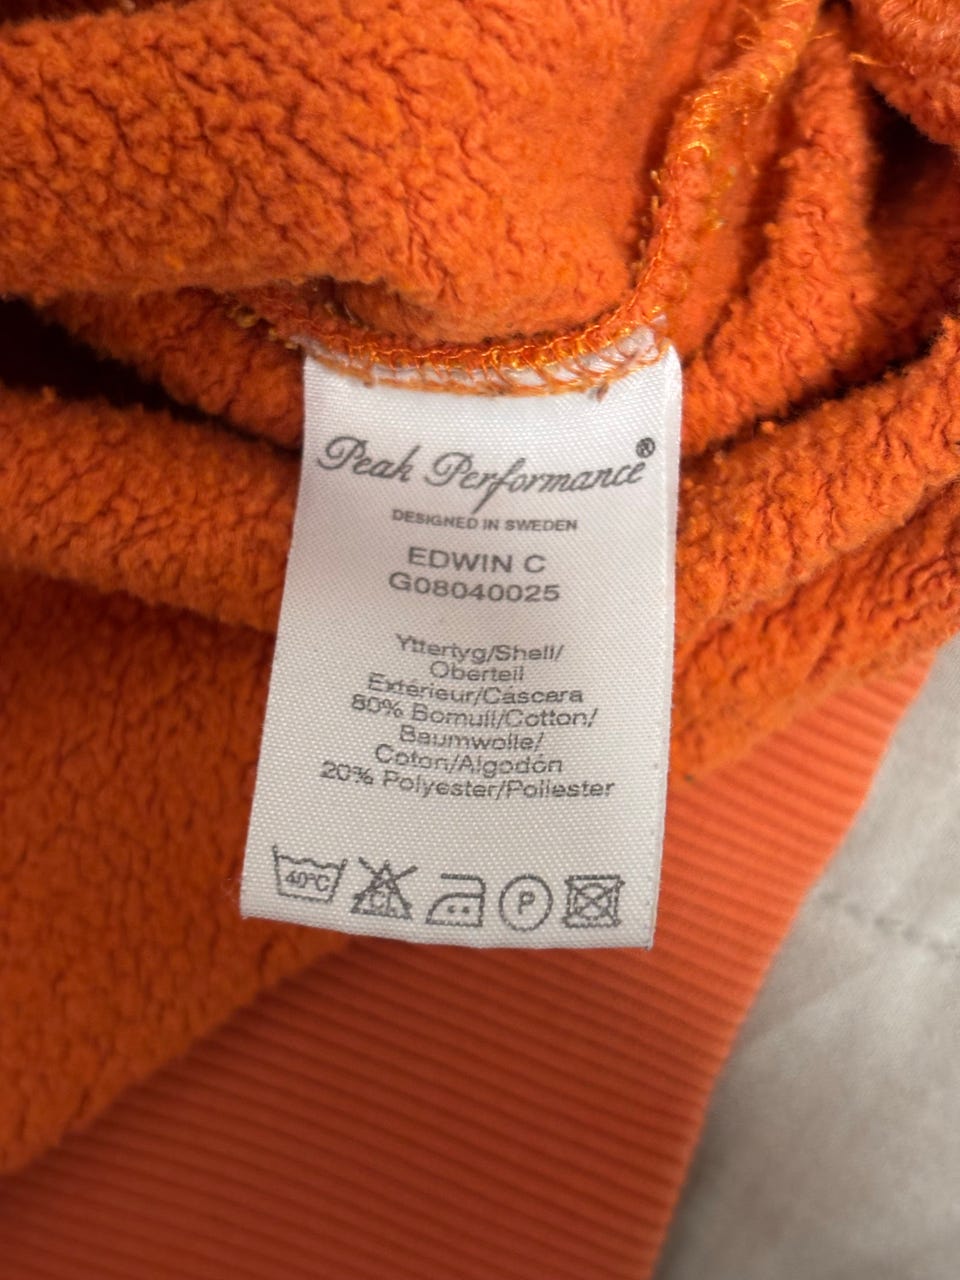 Peak Performance®
DESIGNED IN SWEDEN
EDWIN C
G08040025
Yttertyg/Shell/
Oberteil
Extérieur/Cáscara
80% Bomull/Cotton/
Baumwolle/
Coton/Algodón
20% Polyester/Poliester
40°C CL P